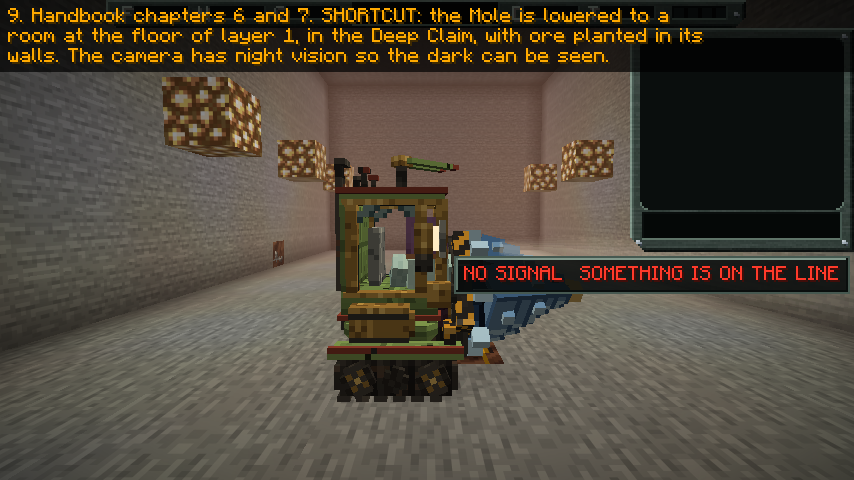 9. Handbook chapters 6 and 7. SHORTCUT: the Mole is lowered to a
room at the floor of layer 1, in the Deep Claim, with ore planted in its
walls. The camera has night vision so the dark can be seen.
NO SIGNAL  SOMETHING IS ON THE LINE